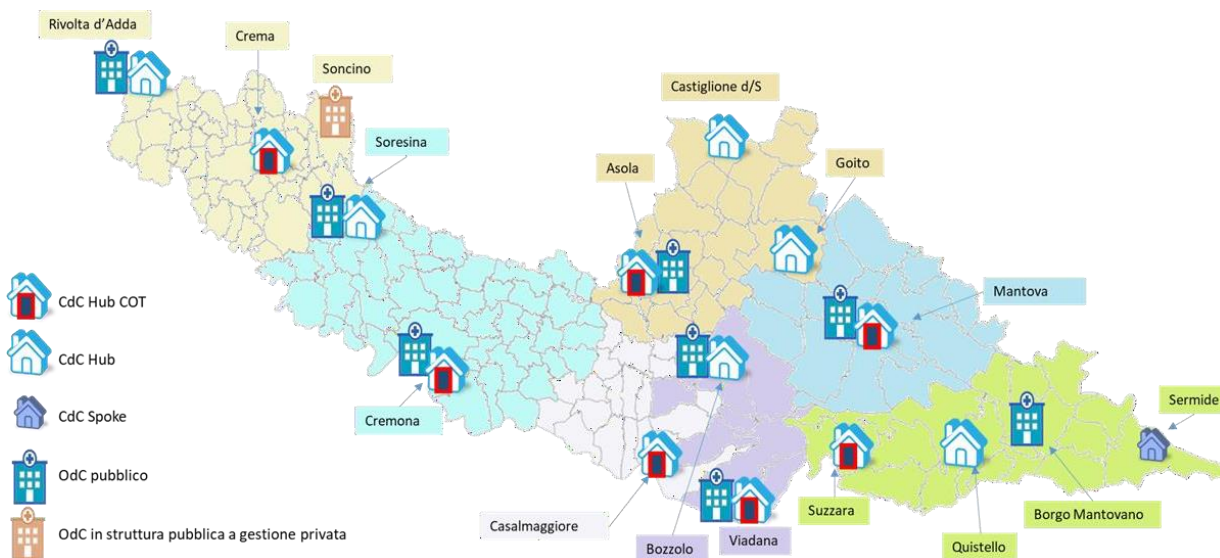 Rivolta d'Adda
Crema
Soncino
Castiglione d/S
Soresina
Asola
Goito
CdC Hub COT
Mantova
CdC Hub
CdC Spoke
Cremona
Sermide
OdC pubblico
Casalmaggiore
Suzzara
Borgo Mantovano
OdC in struttura pubblica a gestione privata
Bozzolo
Viadana
Quistello